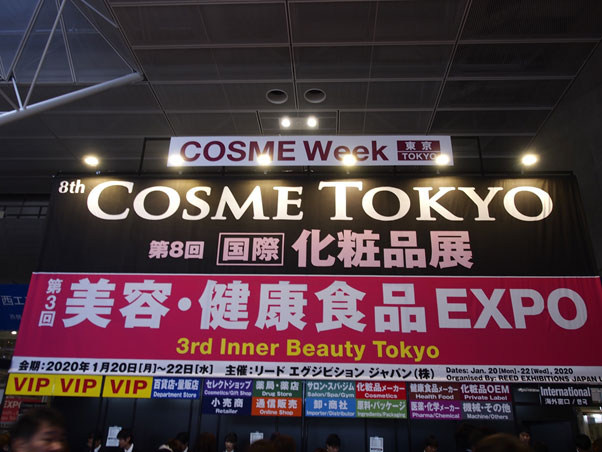 COSME Week 東京 TOKYO
8th COSME TOKYO
第8回 国際 化粧品展
第3回 美容・健康食品 EXPO
3rd Inner Beauty Tokyo
会期:2020年1月20日[月]〜22日[水] 主催:リード エグジビション ジャパン(株) Dates: Jan. 20(Mon)-22(Wed), 2020
Organised By: REED EXHIBITIONS JAPAN L
VIP VIP VIP 百貨店・量販店 Department Store
セレクトショップ Cosmetics/Gift Shop 薬局・薬店 Drug Store サロン・スパ・ジム Salon/Spa/Gym 化粧品メーカー Cosmetics 健康食品メーカー Health Food 化粧品OEM Private Label International 海外窓口
小売商 Retailer 通信販売 Online Shop 卸・商社 Importer/Distributor 原料・パッケージ Ingredients/Packaging 医薬・化学メーカー Pharma/Chemical 機械・その他 Machine/Others
EXPO
西